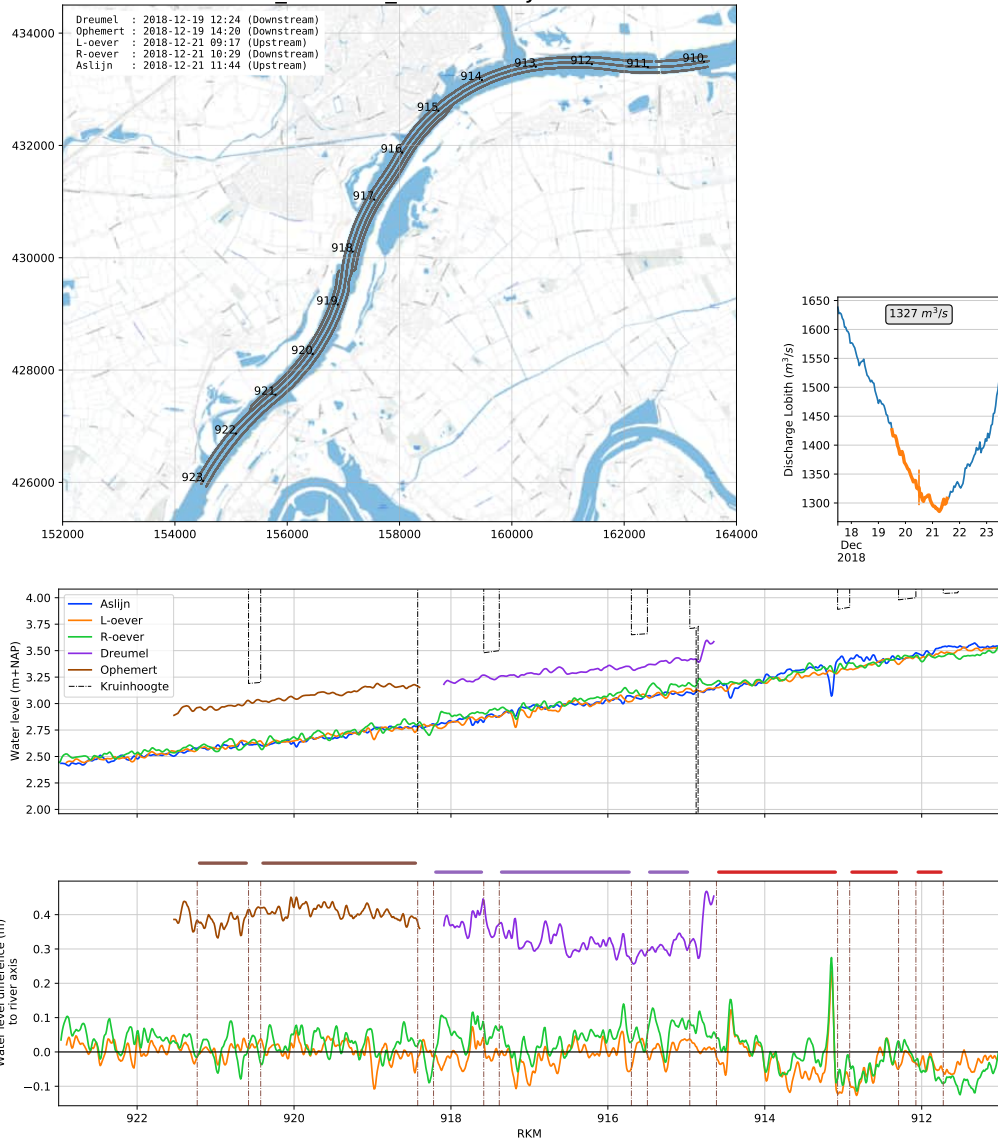 Dreumel : 2018-12-19 12:24 (Downstream)
Ophemert : 2018-12-19 14:20 (Downstream)
L-oever : 2018-12-21 09:17 (Upstream)
R-oever : 2018-12-21 10:29 (Downstream)
Aslijn : 2018-12-21 11:44 (Upstream)
434000
432000
430000
428000
426000
910
911
912
913
914
915
916
917
918
919
920
921
922
923
152000 154000 156000 158000 160000 162000 164000
1327 m³/s
Discharge Lobith (m³/s)
1650
1600
1550
1500
1450
1400
1350
1300
18 19 20 21 22 23
Dec
2018
Water level (m+NAP)
4.00
3.75
3.50
3.25
3.00
2.75
2.50
2.25
2.00
Aslijn
L-oever
R-oever
Dreumel
Ophemert
Kruinhoogte
to river axis
0.4
0.3
0.2
0.1
0.0
−0.1
922 920 918 916 914 912
RKM